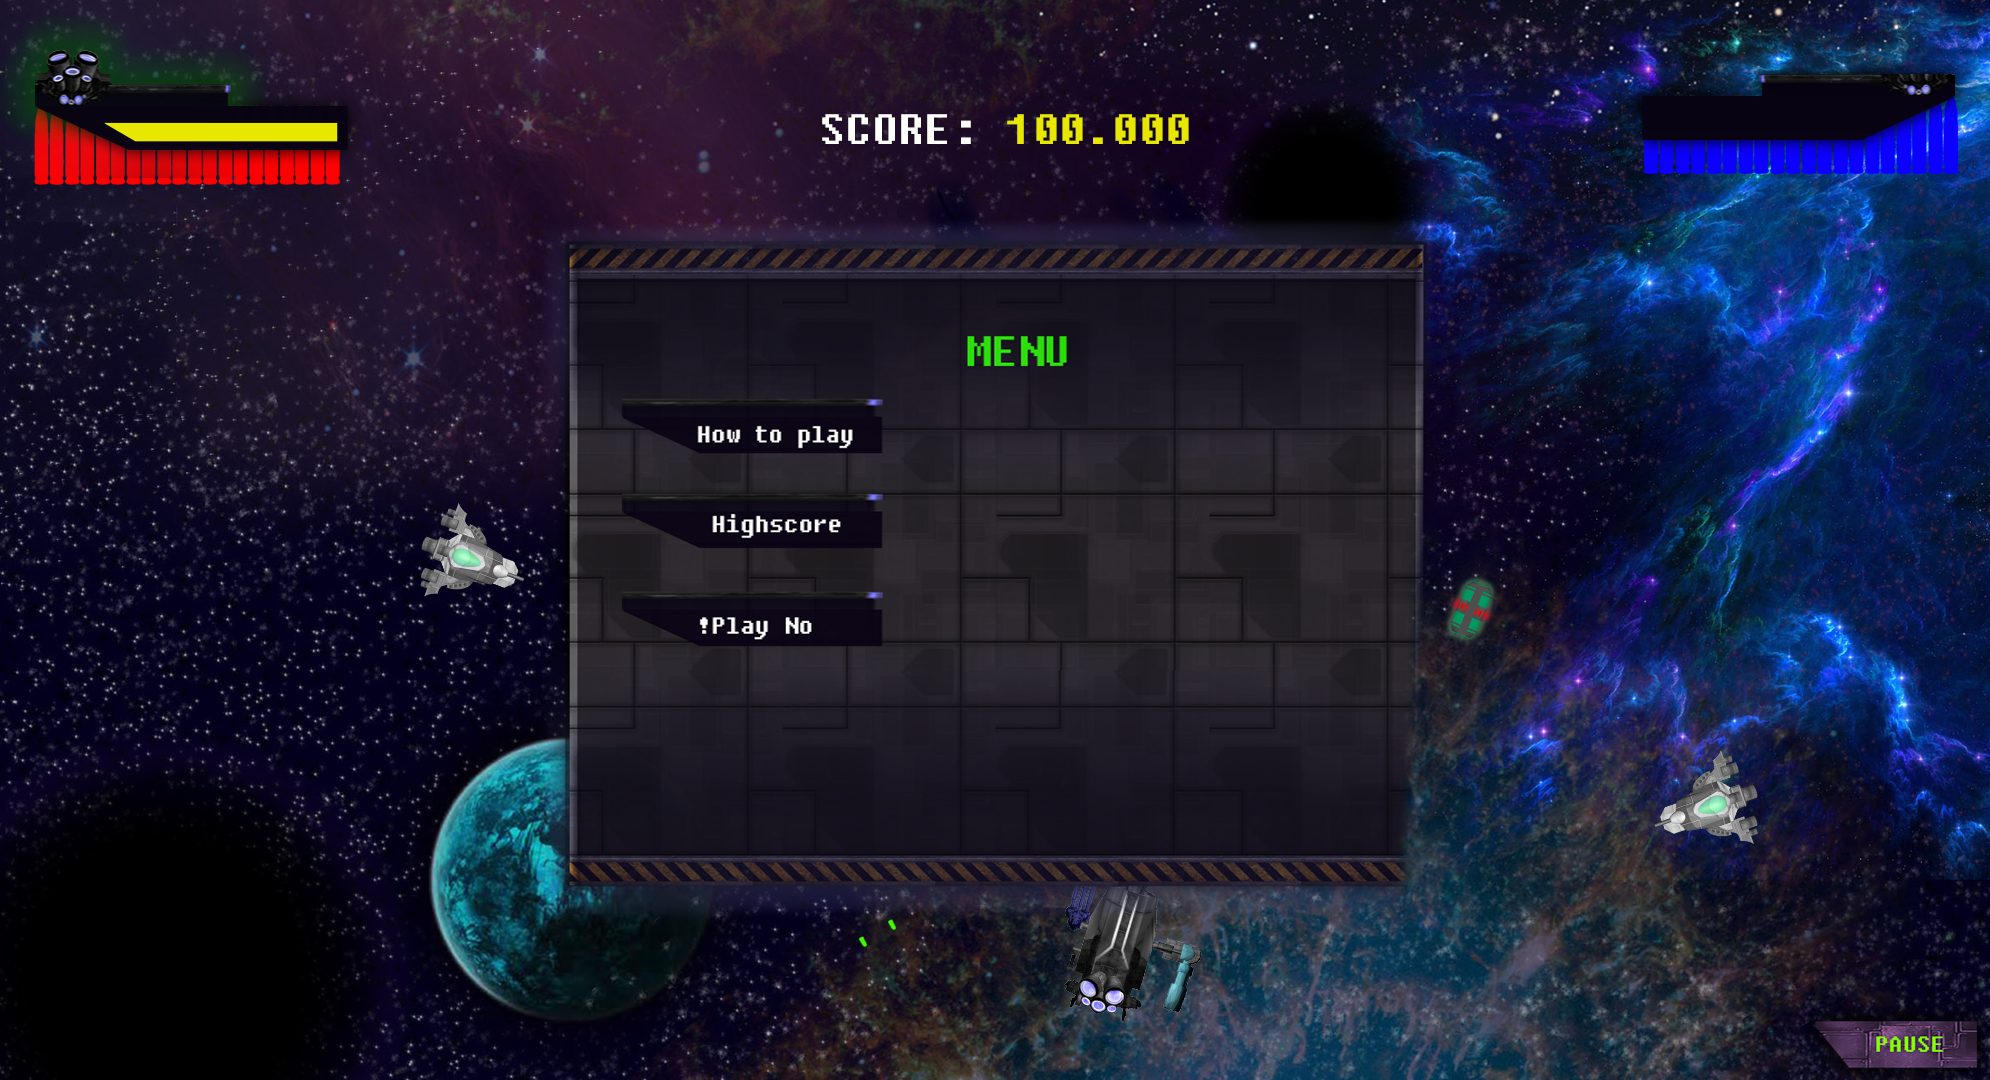 SCORE: 100.000
MENU
How to play
Highscore
!Play No
PAUSE